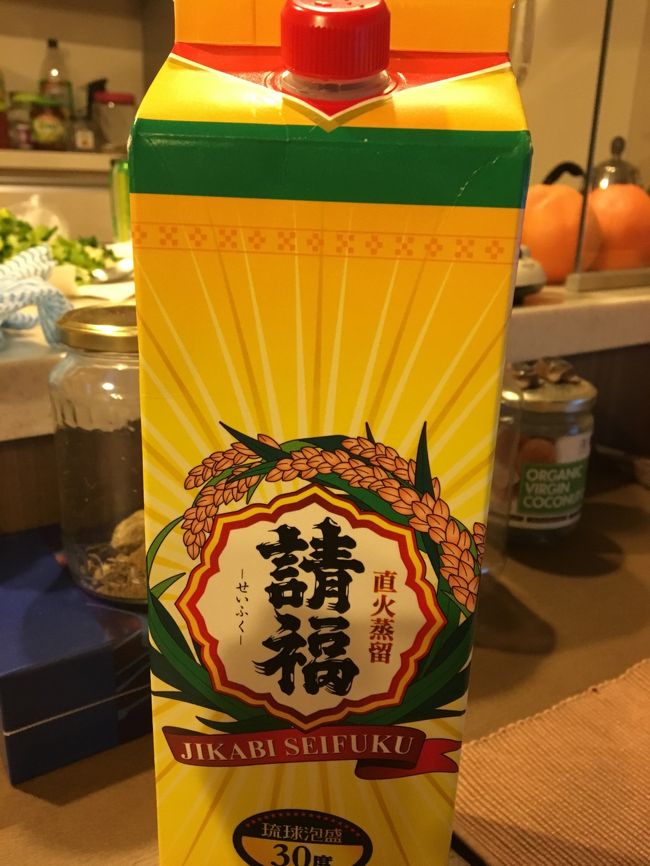 請福
ーせいふくー
直火蒸留
JIKABI SEIFUKU
琉球泡盛
30度
ORGANIC
VIRGIN